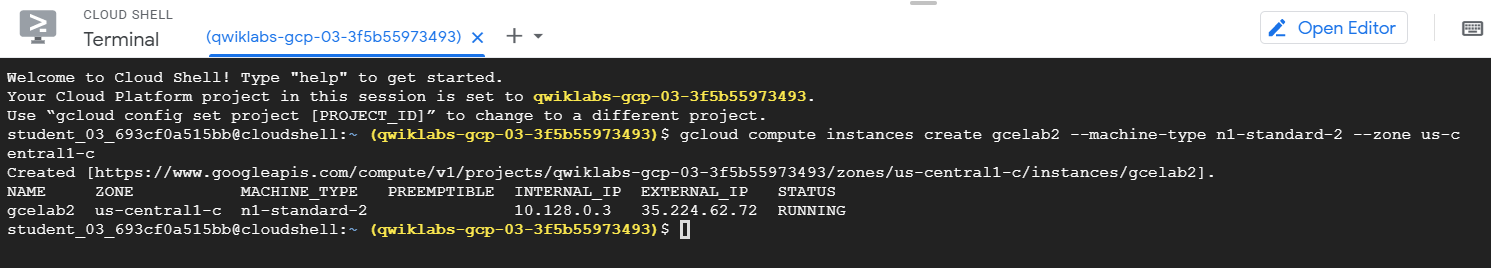 CLOUD SHELL
Terminal
(qwiklabs-gcp-03-3f5b55973493)
Open Editor
Welcome to Cloud Shell! Type "help" to get started.
Your Cloud Platform project in this session is set to qwiklabs-gcp-03-3f5b55973493.
Use “gcloud config set project [PROJECT_ID]” to change to a different project.
student_03_693cf0a515bb@cloudshell:~ (qwiklabs-gcp-03-3f5b55973493)$ gcloud compute instances create gcelab2 --machine-type n1-standard-2 --zone us-c
entral1-c
Created [https://www.googleapis.com/compute/v1/projects/qwiklabs-gcp-03-3f5b55973493/zones/us-central1-c/instances/gcelab2].
NAME ZONE MACHINE_TYPE PREEMPTIBLE INTERNAL_IP EXTERNAL_IP STATUS
gcelab2 us-central1-c n1-standard-2 10.128.0.3 35.224.62.72 RUNNING
student_03_693cf0a515bb@cloudshell:~ (qwiklabs-gcp-03-3f5b55973493)$